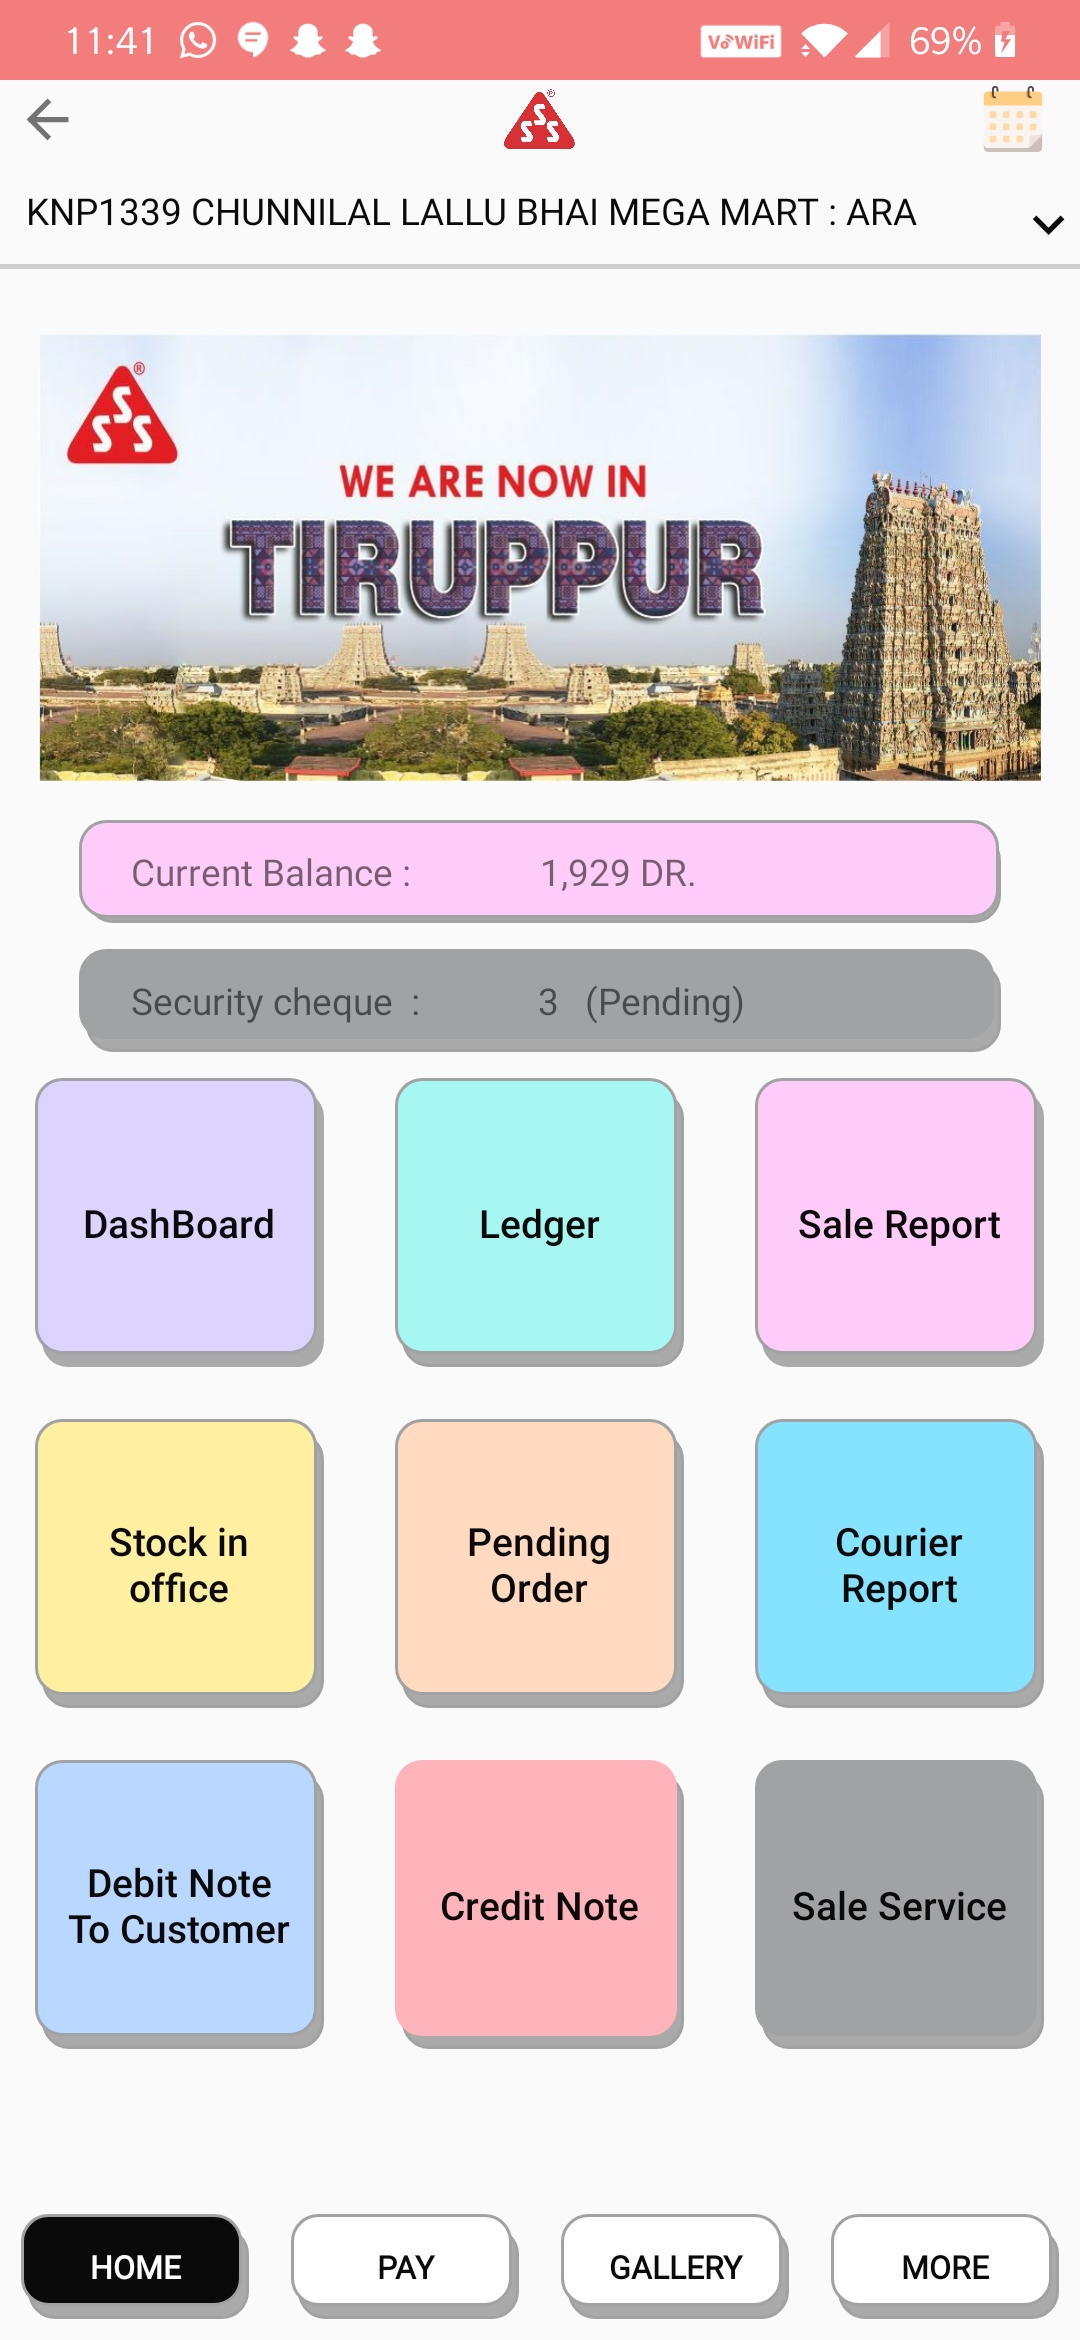 11:41 VoWiFi 69%
SSS®
KNP1339 CHUNNILAL LALLU BHAI MEGA MART : ARA
SSS®
WE ARE NOW IN
TIRUPPUR
Current Balance : 1,929 DR.
Security cheque : 3 (Pending)
DashBoard Ledger Sale Report
Stock in
office
Pending
Order
Courier
Report
Debit Note
To Customer
Credit Note
Sale Service
HOME PAY GALLERY MORE